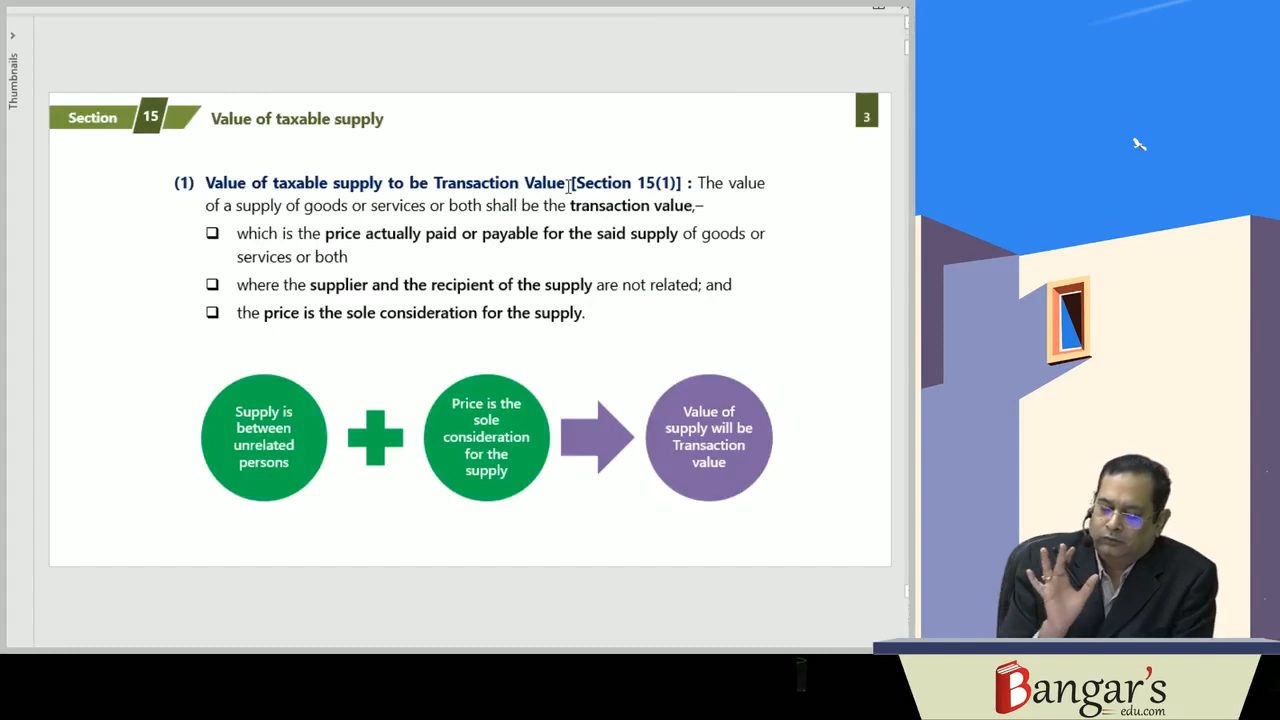 Thumbnails
Section 15 Value of taxable supply
3
(1) Value of taxable supply to be Transaction Value [Section 15(1)] : The value
of a supply of goods or services or both shall be the transaction value,–
❑ which is the price actually paid or payable for the said supply of goods or
services or both
❑ where the supplier and the recipient of the supply are not related; and
❑ the price is the sole consideration for the supply.
Supply is
between
unrelated
persons
Price is the
sole
consideration
for the
supply
Value of
supply will be
Transaction
value
Bangar's
edu.com